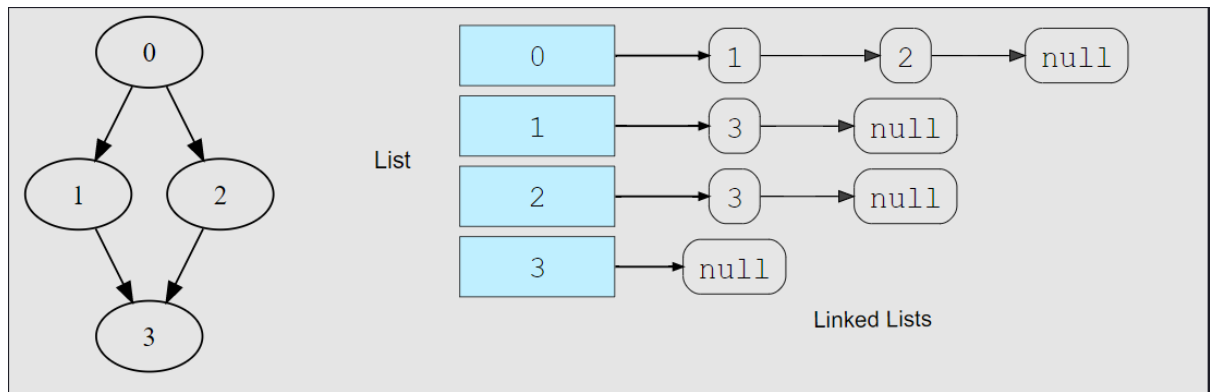 0
1 2
3
List
0 1 2 null
1 3 null
2 3 null
3 null
Linked Lists